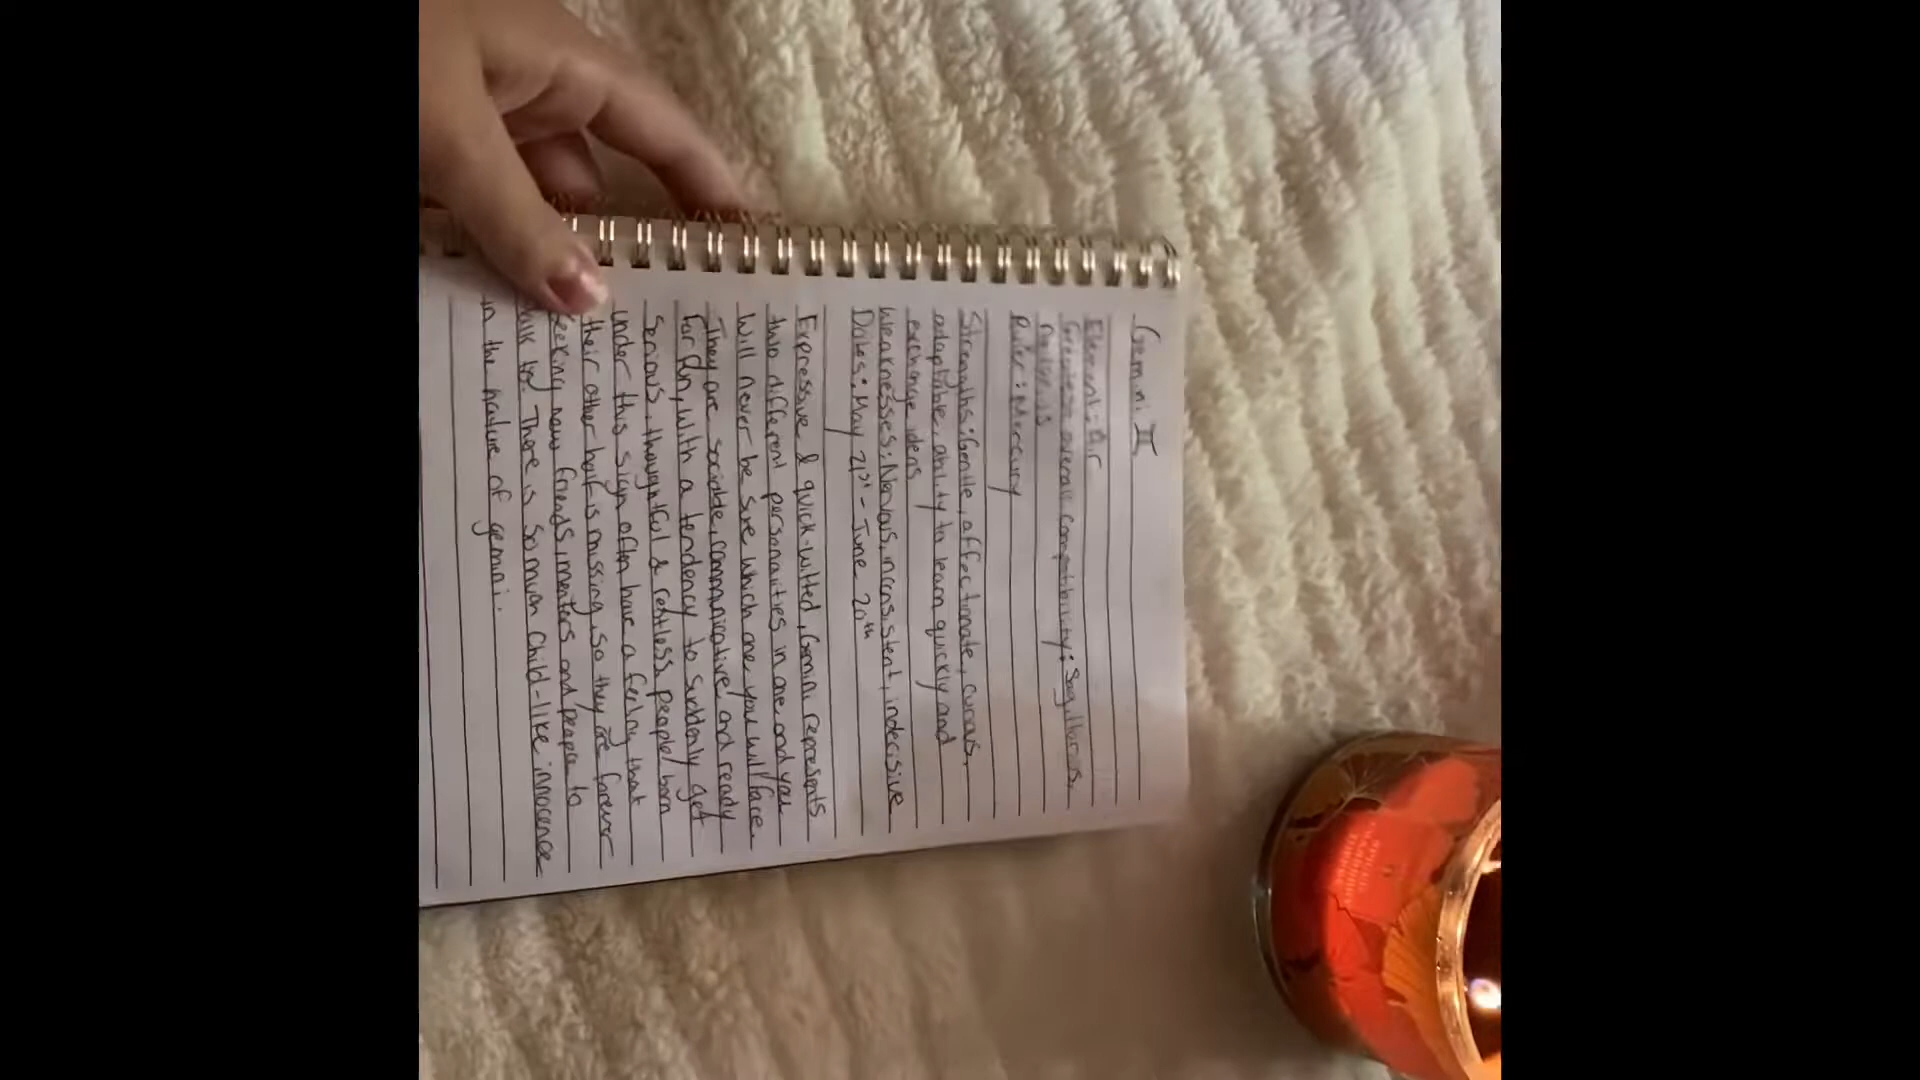 Gemini ♊
Element: Air
Greatest overall compatibility: Sagittarius,
Ruler: Mercury
Strengths: Gentle, affectionate, curious,
adaptable, ability to learn quickly and
exchange ideas
Weaknesses: Nervous, inconsistent, indecisive
Dates: May 21st - June 20th
Expressive & quick-witted, Gemini represents
two different personalities in one and you
will never be sure which one you will face.
They are sociable, communicative and ready
for fun, with a tendency to suddenly get
serious, thoughtful & restless. people born
under this sign often have a feeling that
their other half is missing, so they are forever
seeking new friends, mentors and people to
talk to. There is so much child-like innocence
in the nature of gemini.